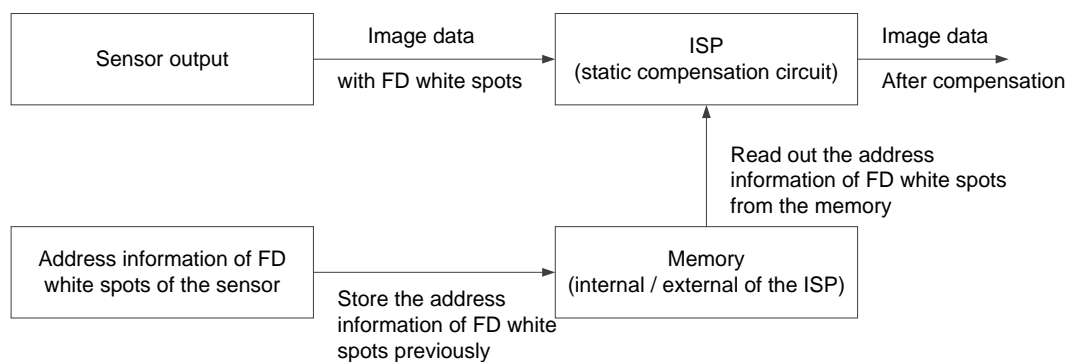 Sensor output
Image data
with FD white spots
ISP
(static compensation circuit)
Image data
After compensation
Read out the address
information of FD white spots
from the memory
Address information of FD
white spots of the sensor
Store the address
information of FD white
spots previously
Memory
(internal / external of the ISP)